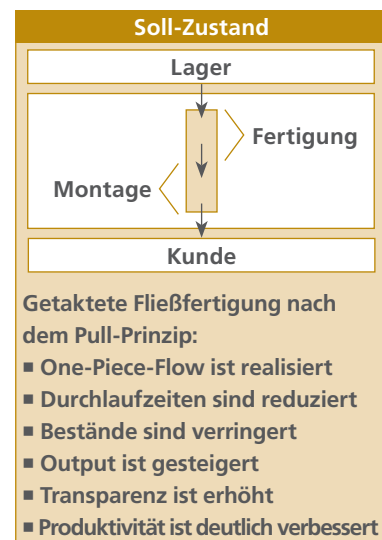 Soll-Zustand
Lager
Fertigung
Montage
Kunde
Getaktete Fließfertigung nach
dem Pull-Prinzip:
▪ One-Piece-Flow ist realisiert
▪ Durchlaufzeiten sind reduziert
▪ Bestände sind verringert
▪ Output ist gesteigert
▪ Transparenz ist erhöht
▪ Produktivität ist deutlich verbessert